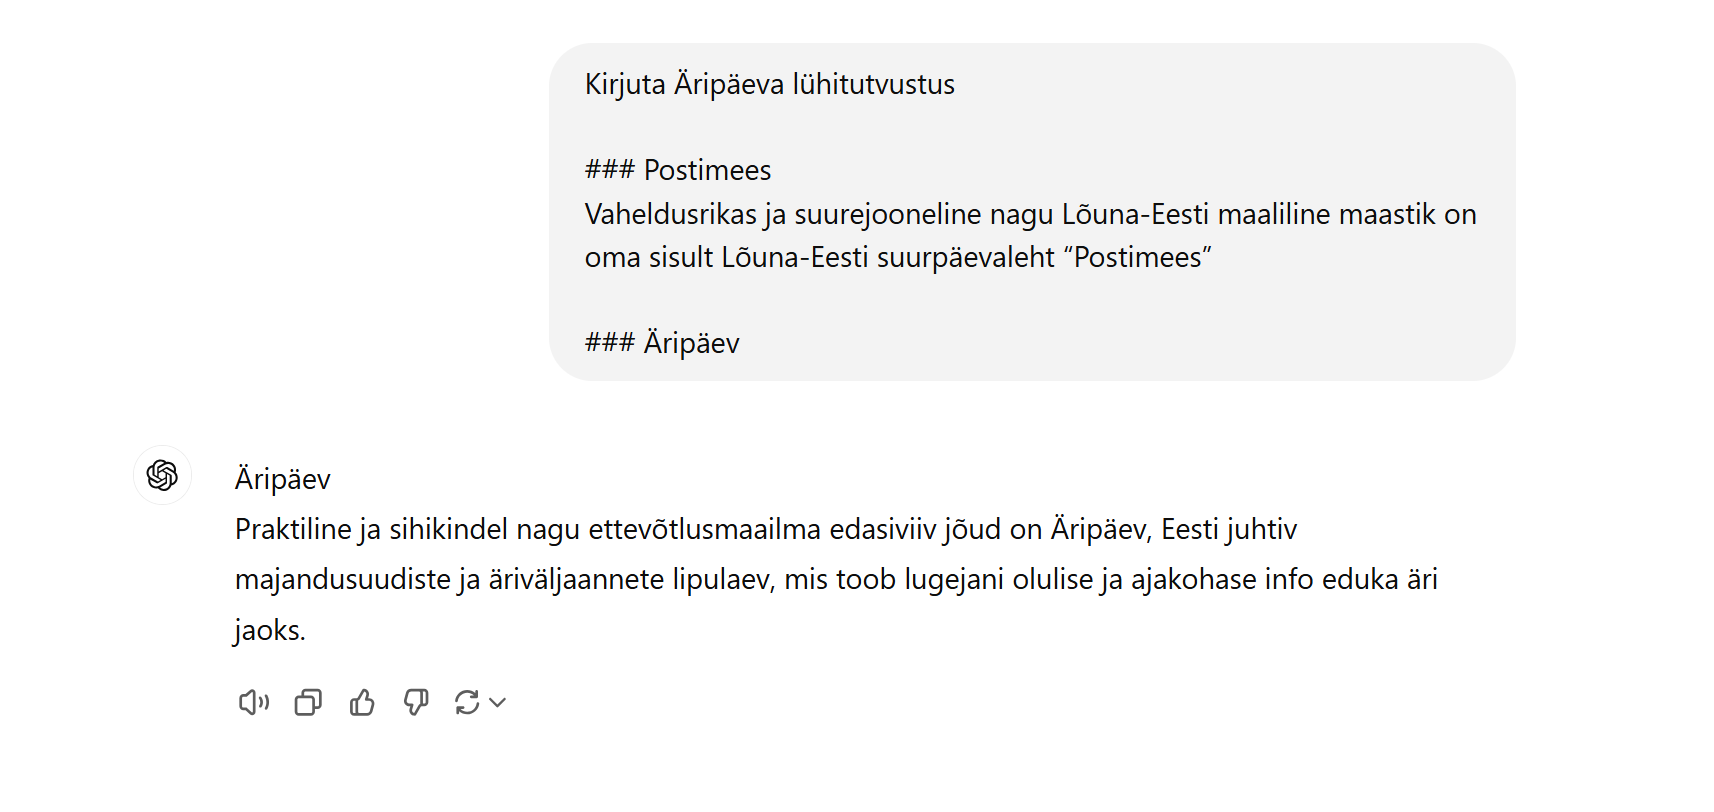 Kirjuta Äripäeva lühitutvustus
### Postimees
Vaheldusrikas ja suurejooneline nagu Lõuna-Eesti maaliline maastik on
oma sisult Lõuna-Eesti suurpäevaleht “Postimees”
### Äripäev
Äripäev
Praktiline ja sihikindel nagu ettevõtlusmaailma edasiviiv jõud on Äripäev, Eesti juhtiv
majandusuudiste ja äriväljaannete lipulaev, mis toob lugejani olulise ja ajakohase info eduka äri
jaoks.